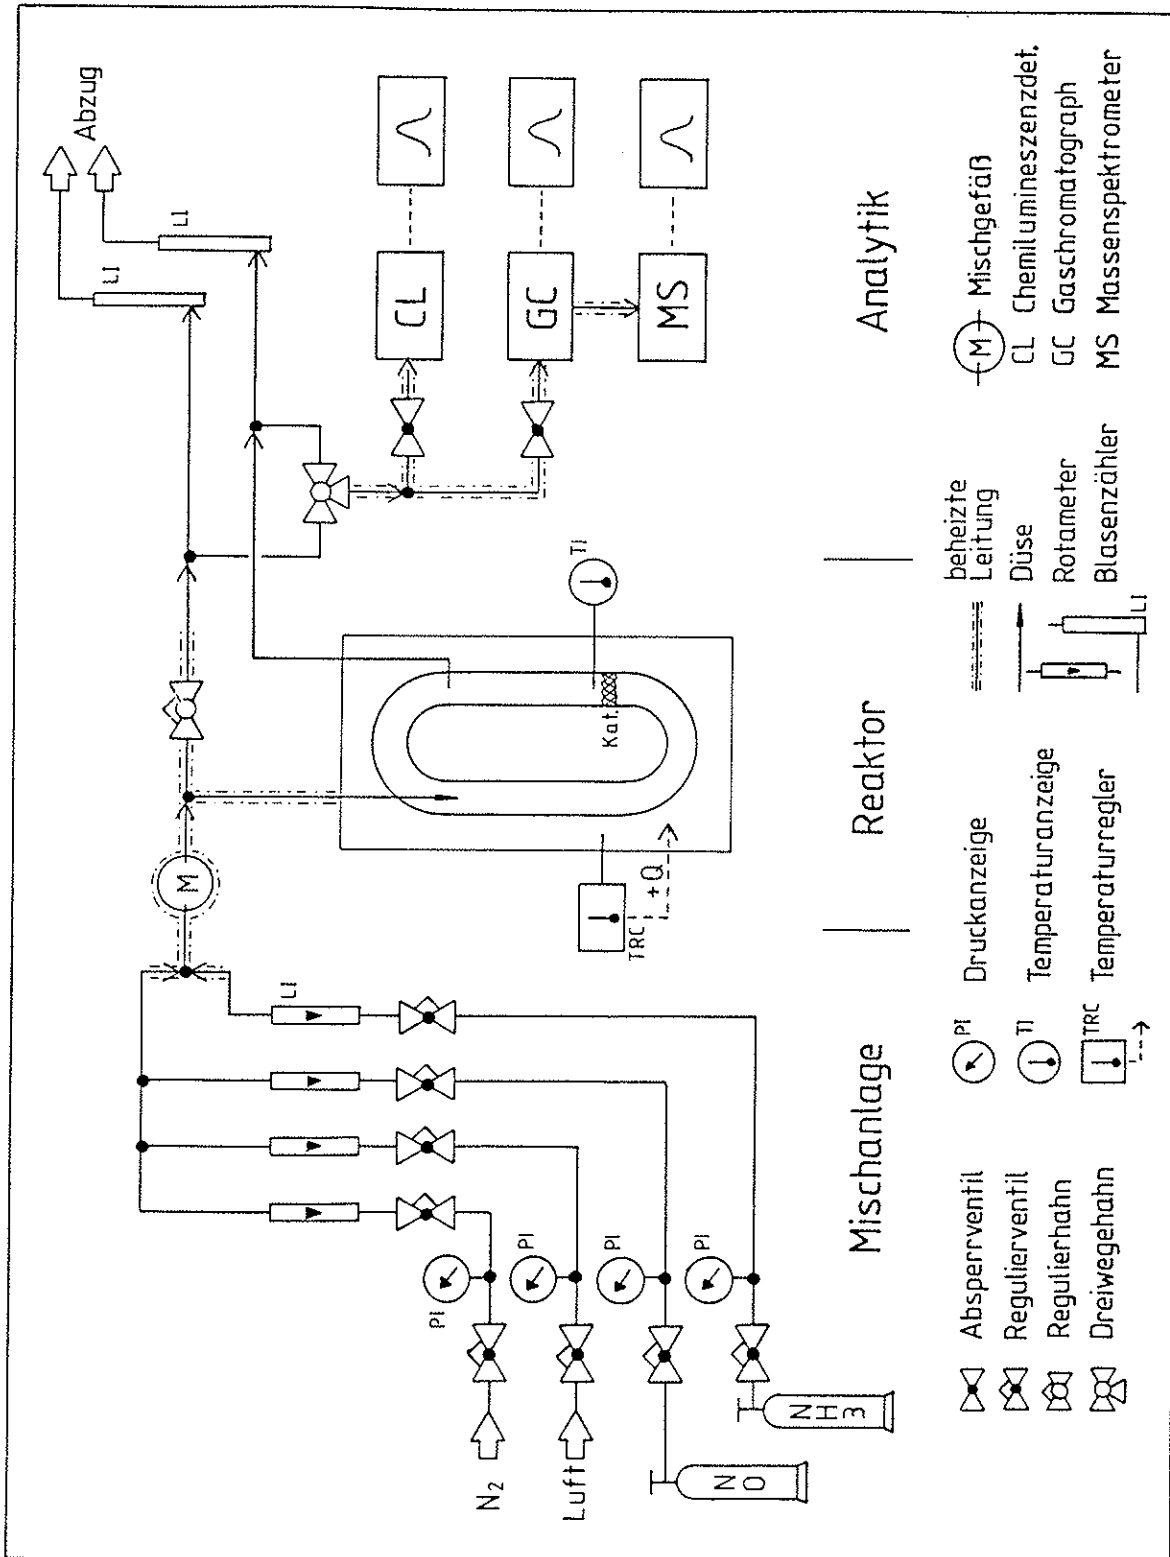 Abzug
LI
LI
CL
GC
MS
TI
Kat.
M
TRC
+Q
LI
PI
PI
PI
PI
N₂
Luft
NO
NH3
Mischanlage
Reaktor
Analytik
Absperrventil
Regulierventil
Regulierhahn
Dreiwegehahn
PI Druckanzeige
TI Temperaturanzeige
TRC Temperaturregler
beheizte
Leitung
Düse
Rotameter
LI Blasenzähler
M Mischgefäß
CL Chemilumineszenzdet.
GC Gaschromatograph
MS Massenspektrometer